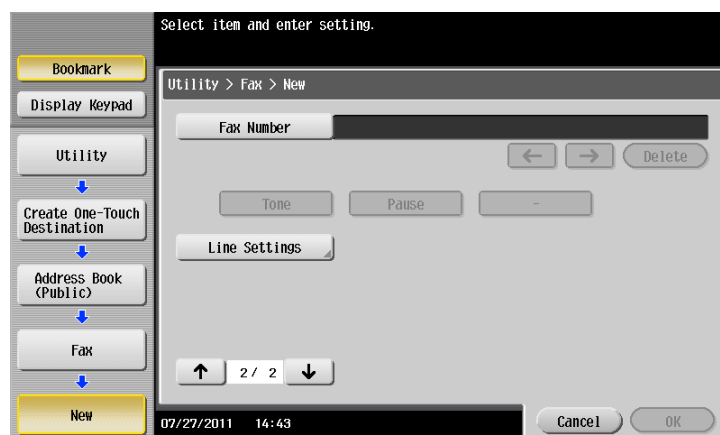 Select item and enter setting.
Bookmark
Display Keypad
Utility
Create One-Touch
Destination
Address Book
(Public)
Fax
New
Utility > Fax > New
Fax Number
← → Delete
Tone Pause -
Line Settings
↑ 2/ 2 ↓
07/27/2011 14:43
Cancel OK